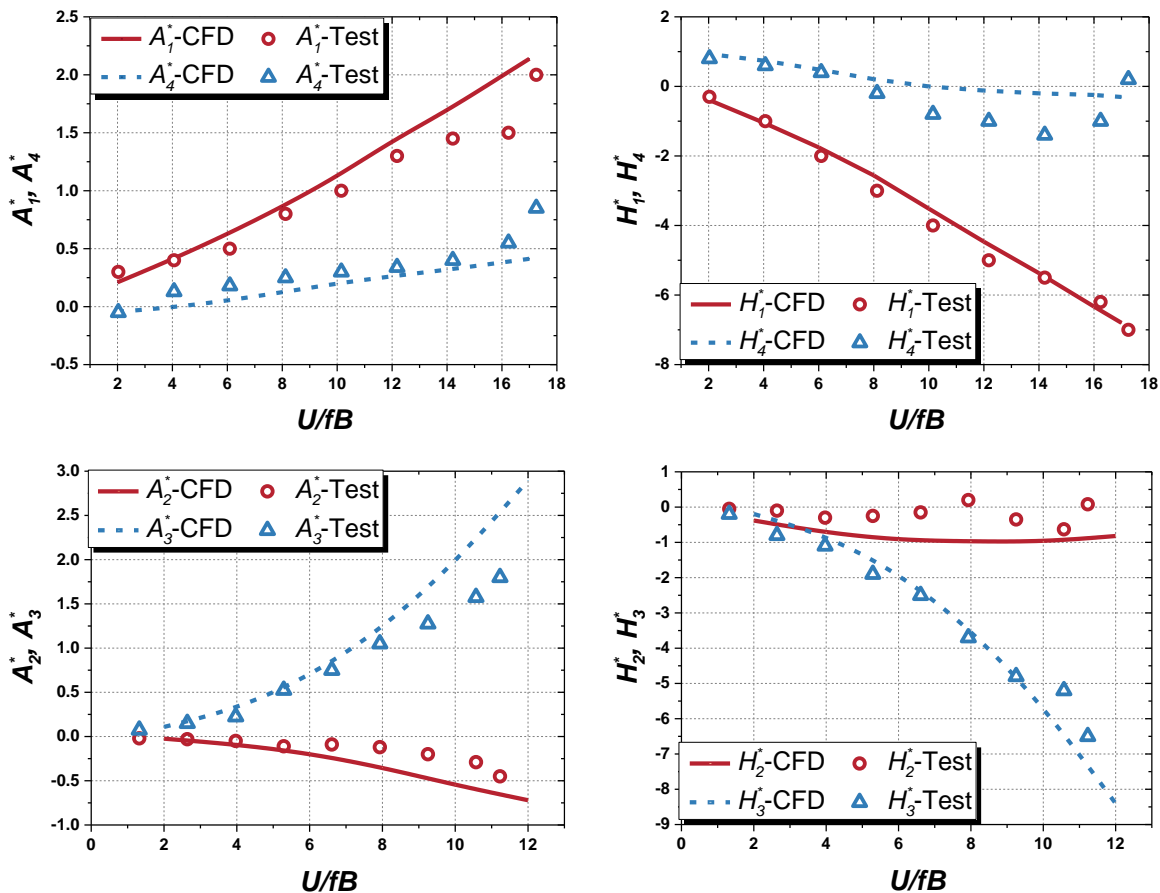 A₁*-CFD A₁*-Test
A₄*-CFD A₄*-Test
2.5
2.0
1.5
1.0
0.5
0.0
-0.5
A₁*, A₄*
2 4 6 8 10 12 14 16 18
U/fB
2
0
-2
-4
-6
-8
H₁*, H₄*
H₁*-CFD H₁*-Test
H₄*-CFD H₄*-Test
2 4 6 8 10 12 14 16 18
U/fB
A₂*-CFD A₂*-Test
A₃*-CFD A₃*-Test
3.0
2.5
2.0
1.5
1.0
0.5
0.0
-0.5
-1.0
A₂*, A₃*
0 2 4 6 8 10 12
U/fB
1
0
-1
-2
-3
-4
-5
-6
-7
-8
-9
H₂*, H₃*
H₂*-CFD H₂*-Test
H₃*-CFD H₃*-Test
0 2 4 6 8 10 12
U/fB